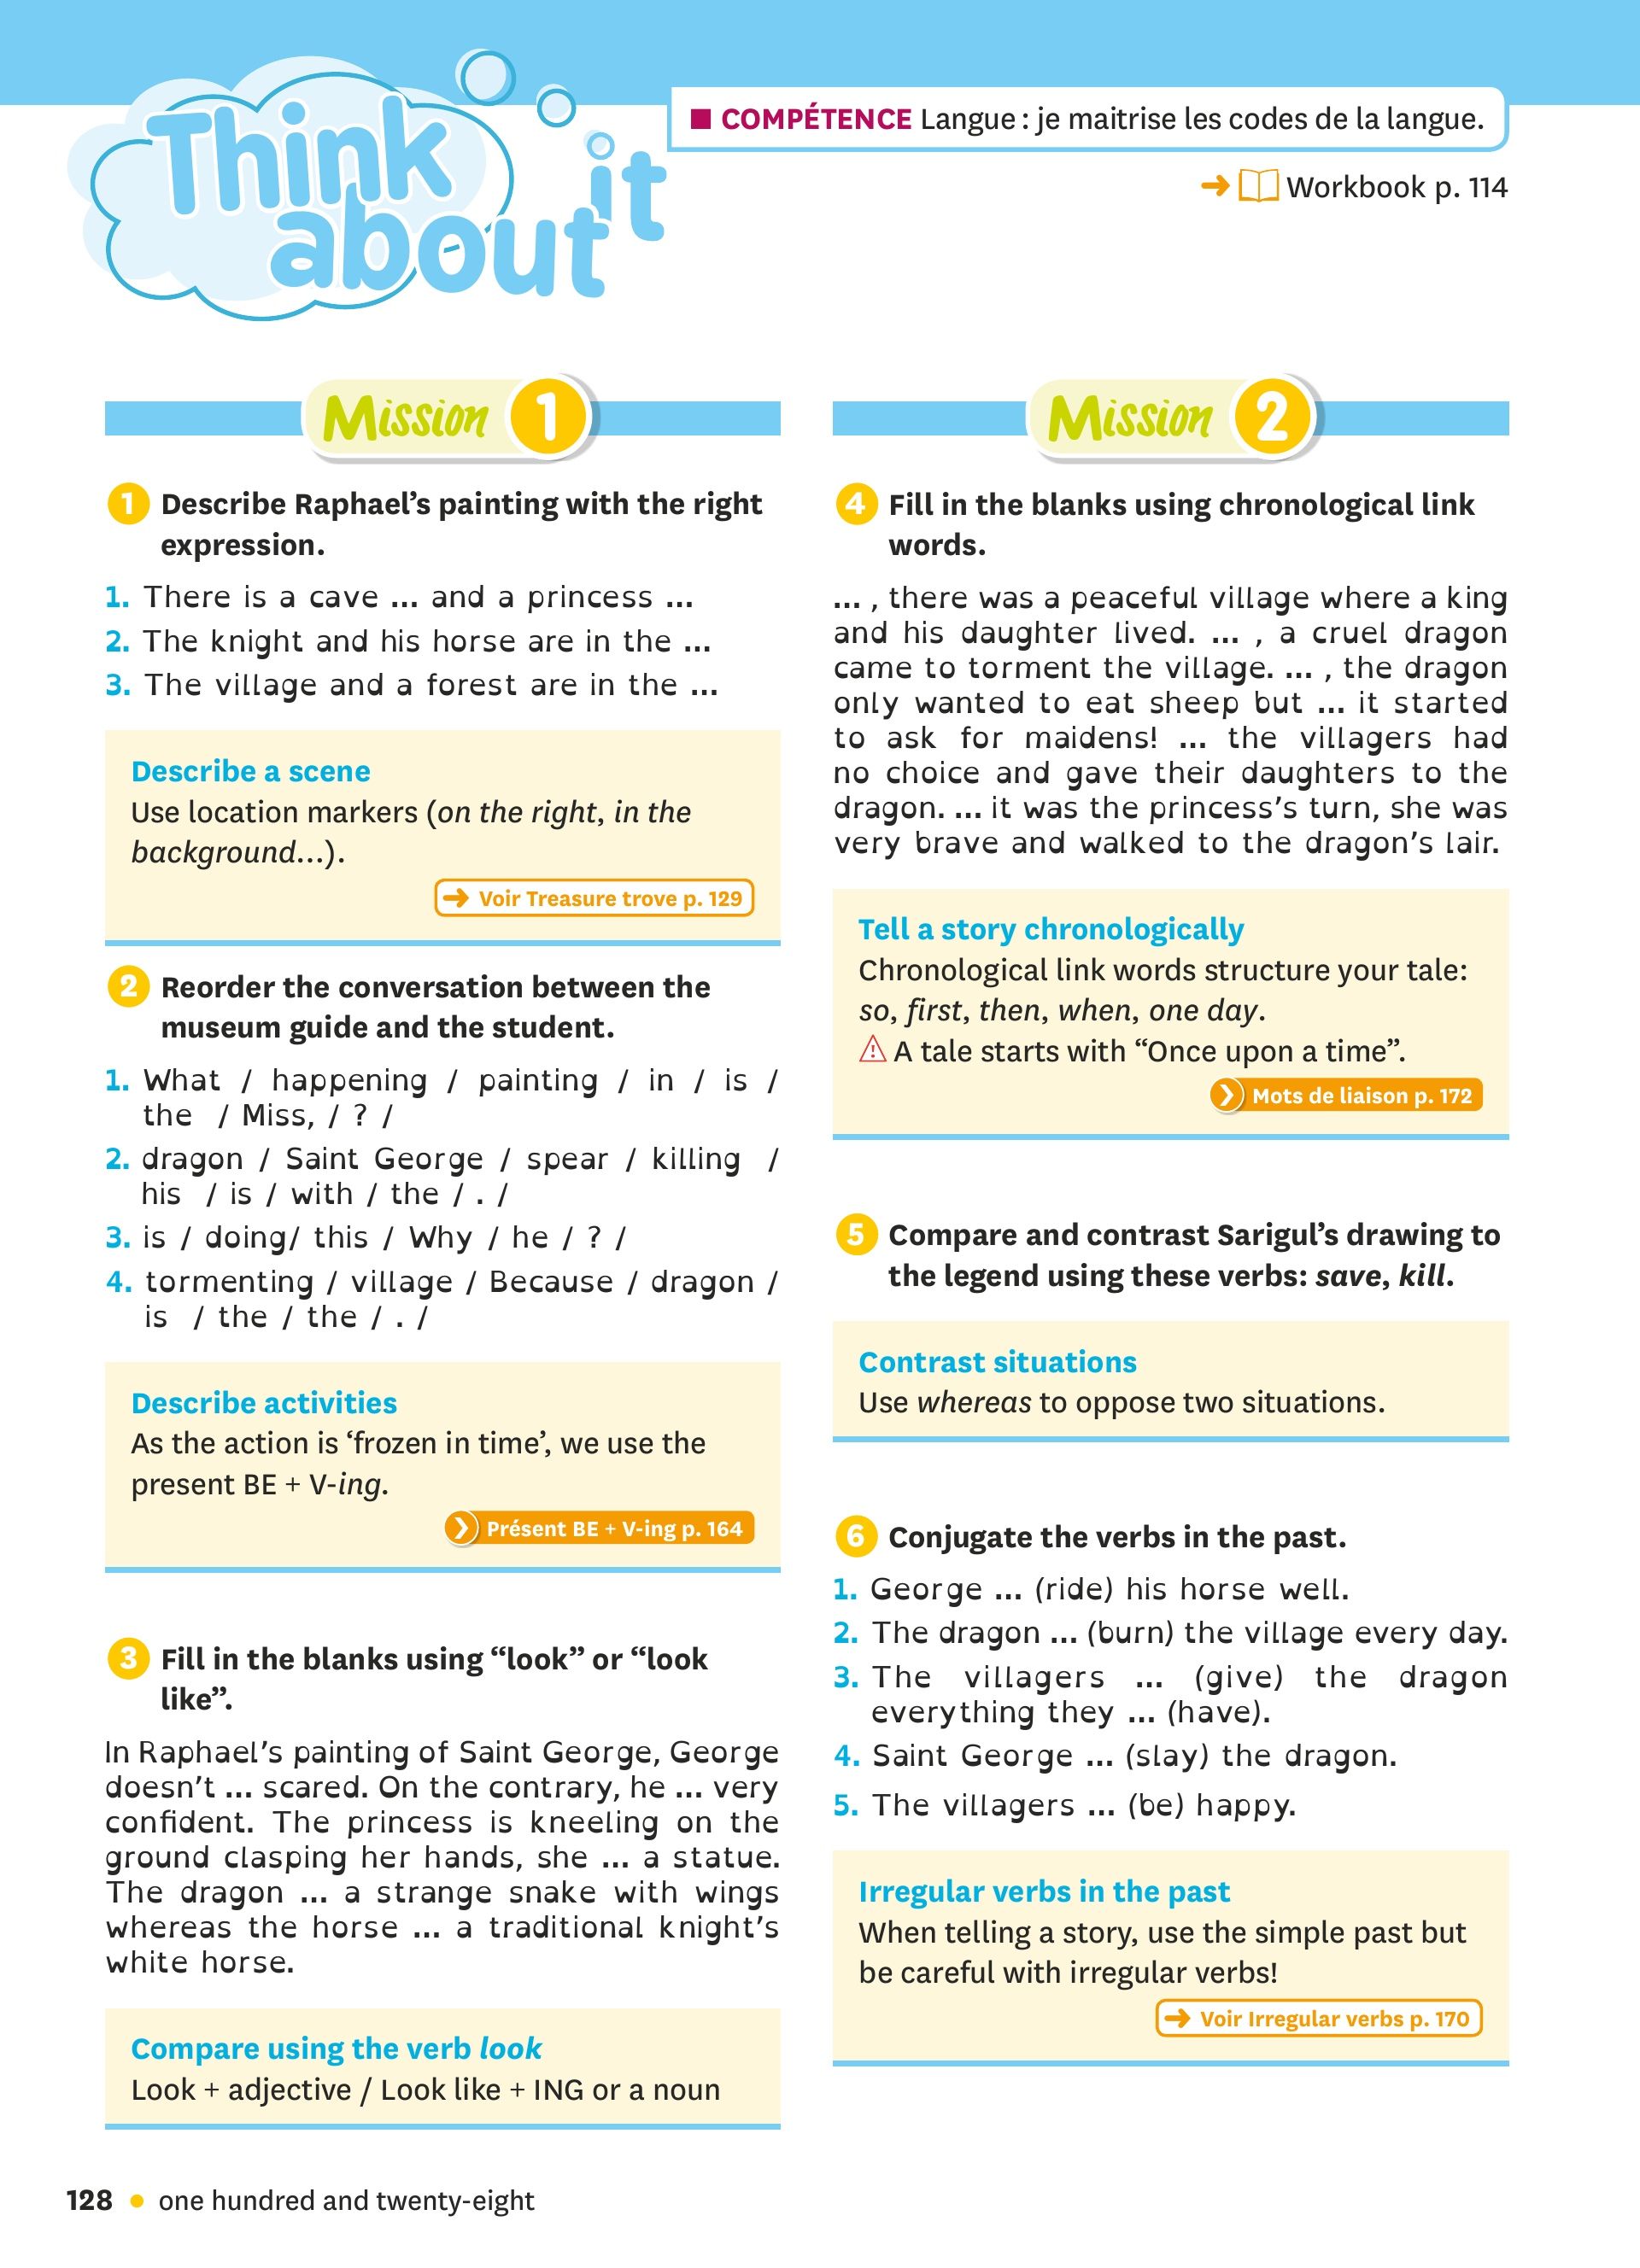 Think
about it
■ COMPÉTENCE Langue : je maitrise les codes de la langue.
➜ Workbook p. 114
Mission 1
1 Describe Raphael's painting with the right
expression.
1. There is a cave ... and a princess ...
2. The knight and his horse are in the ...
3. The village and a forest are in the ...
Describe a scene
Use location markers (on the right, in the
background...).
➜ Voir Treasure trove p. 129
2 Reorder the conversation between the
museum guide and the student.
1. What / happening / painting / in / is /
the / Miss, / ? /
2. dragon / Saint George / spear / killing /
his / is / with / the / . /
3. is / doing/ this / Why / he / ? /
4. tormenting / village / Because / dragon /
is / the / the / . /
Describe activities
As the action is ‘frozen in time’, we use the
present BE + V-ing.
❯ Présent BE + V-ing p. 164
3 Fill in the blanks using “look” or “look
like”.
In Raphael's painting of Saint George, George
doesn't ... scared. On the contrary, he ... very
confident. The princess is kneeling on the
ground clasping her hands, she ... a statue.
The dragon ... a strange snake with wings
whereas the horse ... a traditional knight's
white horse.
Compare using the verb look
Look + adjective / Look like + ING or a noun
Mission 2
4 Fill in the blanks using chronological link
words.
... , there was a peaceful village where a king
and his daughter lived. ... , a cruel dragon
came to torment the village. ... , the dragon
only wanted to eat sheep but ... it started
to ask for maidens! ... the villagers had
no choice and gave their daughters to the
dragon. ... it was the princess's turn, she was
very brave and walked to the dragon's lair.
Tell a story chronologically
Chronological link words structure your tale:
so, first, then, when, one day.
⚠ A tale starts with “Once upon a time”.
❯ Mots de liaison p. 172
5 Compare and contrast Sarigul's drawing to
the legend using these verbs: save, kill.
Contrast situations
Use whereas to oppose two situations.
6 Conjugate the verbs in the past.
1. George ... (ride) his horse well.
2. The dragon ... (burn) the village every day.
3. The villagers ... (give) the dragon
everything they ... (have).
4. Saint George ... (slay) the dragon.
5. The villagers ... (be) happy.
Irregular verbs in the past
When telling a story, use the simple past but
be careful with irregular verbs!
➜ Voir Irregular verbs p. 170
128 • one hundred and twenty-eight